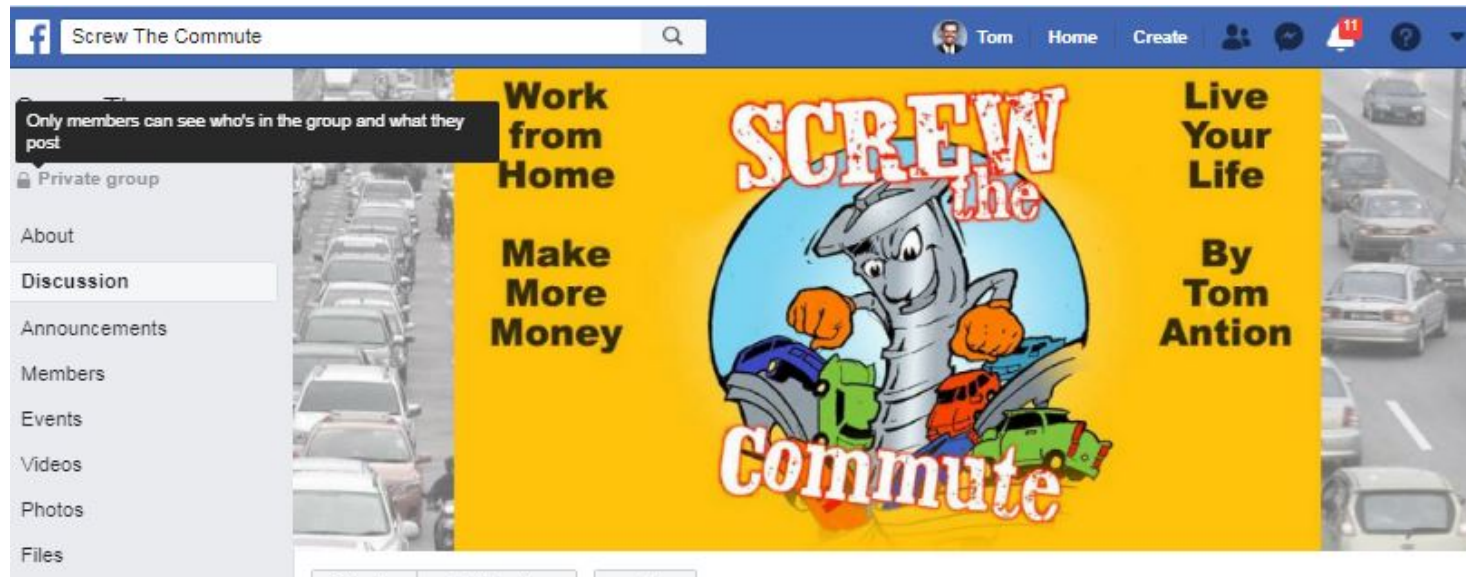 Screw The Commute
Tom
Home
Create
11
Only members can see who's in the group and what they
post
Private group
About
Discussion
Announcements
Members
Events
Videos
Photos
Files
Work
from
Home
Make
More
Money
SCREW
the
Commute
Live
Your
Life
By
Tom
Antion